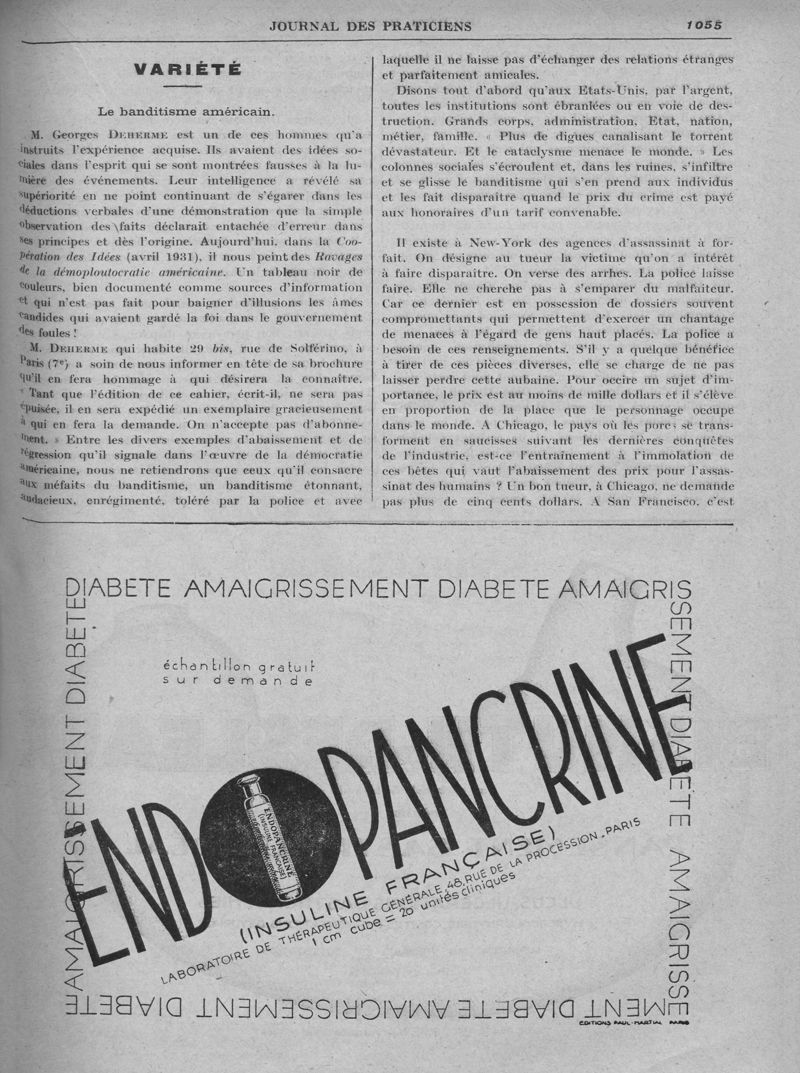 JOURNAL DES PRATICIENS
1055
VARIÉTÉ
Le banditisme américain.
M. Georges DEHERME est un de ces hommes qu'a
instruits l'expérience acquise. Ils avaient des idées so-
ciales dans l'esprit qui se sont montrées fausses à la lu-
mière des événements. Leur intelligence a révélé sa
supériorité en ne point continuant de s'égarer dans les
déductions verbales d'une démonstration que la simple
observation des faits déclarait entachée d'erreur dans
ses principes et dès l'origine. Aujourd'hui, dans la Coo-
pération des Idées (avril 1931), il nous peint des Ravages
de la démoploutocratie américaine. Un tableau noir de
couleurs, bien documenté comme sources d'information
et qui n'est pas fait pour baigner d'illusions les âmes
candides qui avaient gardé la foi dans le gouvernement
des foules !
M. DEHERME qui habite 29 bis, rue de Solférino, à
Paris (7e) a soin de nous informer en tête de sa brochure
qu'il en fera hommage à qui désirera la connaître.
« Tant que l'édition de ce cahier, écrit-il, ne sera pas
épuisée, il en sera expédié un exemplaire gracieusement
à qui en fera la demande. On n'accepte pas d'abonne-
ment. » Entre les divers exemples d'abaissement et de
régression qu'il signale dans l'œuvre de la démocratie
américaine, nous ne retiendrons que ceux qu'il consacre
aux méfaits du banditisme, un banditisme étonnant,
audacieux, enrégimenté, toléré par la police et avec
laquelle il ne laisse pas d'échanger des relations étranges
et parfaitement amicales.
Disons tout d'abord qu'aux Etats-Unis, par l'argent,
toutes les institutions sont ébranlées ou en voie de des-
truction. Grands corps, administration, Etat, nation,
métier, famille. « Plus de digues canalisant le torrent
dévastateur. Et le cataclysme menace le monde. » Les
colonnes sociales s'écroulent et, dans les ruines, s'infiltre
et se glisse le banditisme qui s'en prend aux individus
et les fait disparaître quand le prix du crime est payé
aux honoraires d'un tarif convenable.
Il existe à New-York des agences d'assassinat à for-
fait. On désigne au tueur la victime qu'on a intérêt
à faire disparaître. On verse des arrhes. La police laisse
faire. Elle ne cherche pas à s'emparer du malfaiteur.
Car ce dernier est en possession de dossiers souvent
compromettants qui permettent d'exercer un chantage
de menaces à l'égard de gens haut placés. La police a
besoin de ces renseignements. S'il y a quelque bénéfice
à tirer de ces pièces diverses, elle se charge de ne pas
laisser perdre cette aubaine. Pour occire un sujet d'im-
portance, le prix est au moins de mille dollars et il s'élève
en proportion de la place que le personnage occupe
dans le monde. A Chicago, le pays où les porcs se trans-
forment en saucisses suivant les dernières conquêtes
de l'industrie, est-ce l'entraînement à l'immolation de
ces bêtes qui vaut l'abaissement des prix pour l'assas-
sinat des humains ? Un bon tueur, à Chicago, ne demande
pas plus de cinq cents dollars. A San Francisco, c'est
DIABETE AMAIGRISSEMENT DIABETE AMAIGRIS
SEMENT DIABETE AMAIGRISSE
MENT DIABETE AMAIGRISSEMENT DIABETE
AMAIGRISSEMENT DIABETE
échantillon gratuit
sur demande
ENDOPANCRINE
ENDOPANCRINE
(INSULINE FRANÇAISE)
(INSULINE FRANÇAISE)
LABORATOIRE DE THÉRAPEUTIQUE GÉNÉRALE 48, RUE DE LA PROCESSION, PARIS
1 cm cube = 20 unités cliniques
EDITIONS PAUL-MARTIAL PARIS